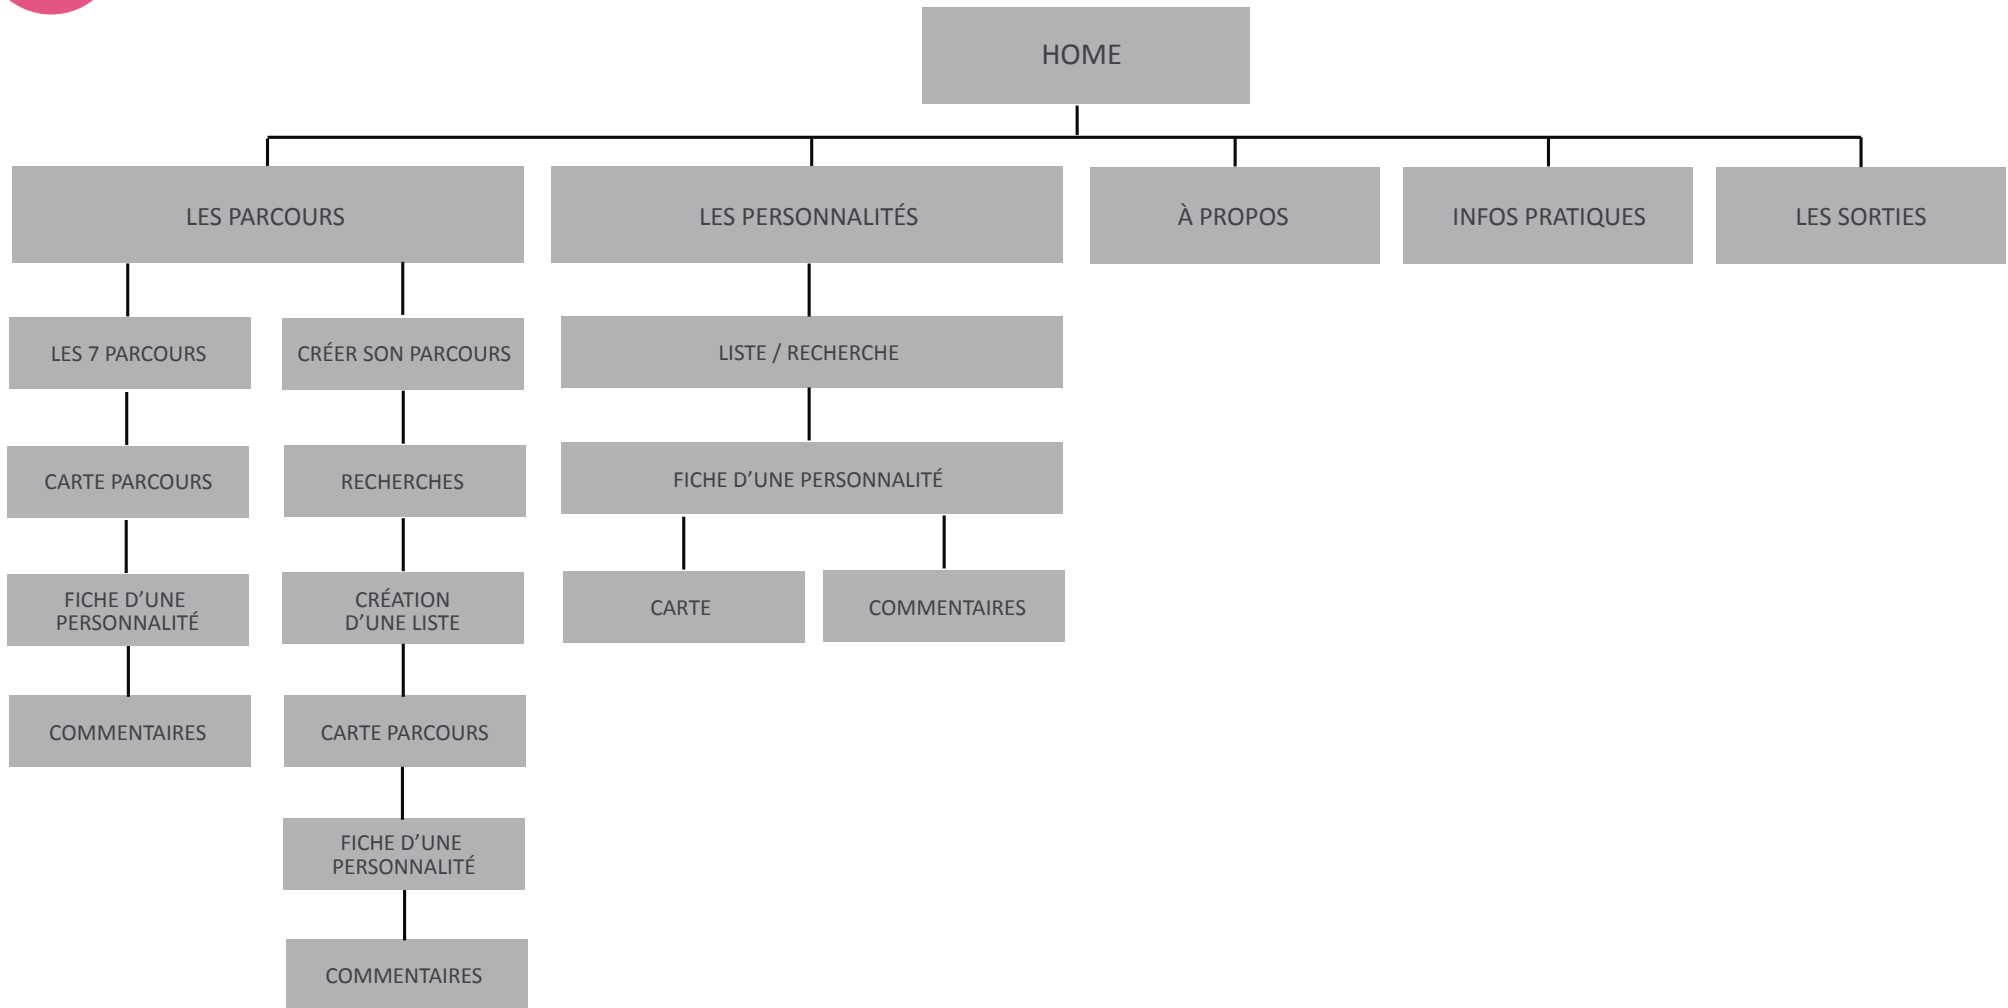 HOME
LES PARCOURS
LES PERSONNALITÉS
À PROPOS
INFOS PRATIQUES
LES SORTIES
LES 7 PARCOURS
CRÉER SON PARCOURS
LISTE / RECHERCHE
CARTE PARCOURS
RECHERCHES
FICHE D’UNE PERSONNALITÉ
FICHE D’UNE
PERSONNALITÉ
CRÉATION
D’UNE LISTE
CARTE
COMMENTAIRES
COMMENTAIRES
CARTE PARCOURS
FICHE D’UNE
PERSONNALITÉ
COMMENTAIRES